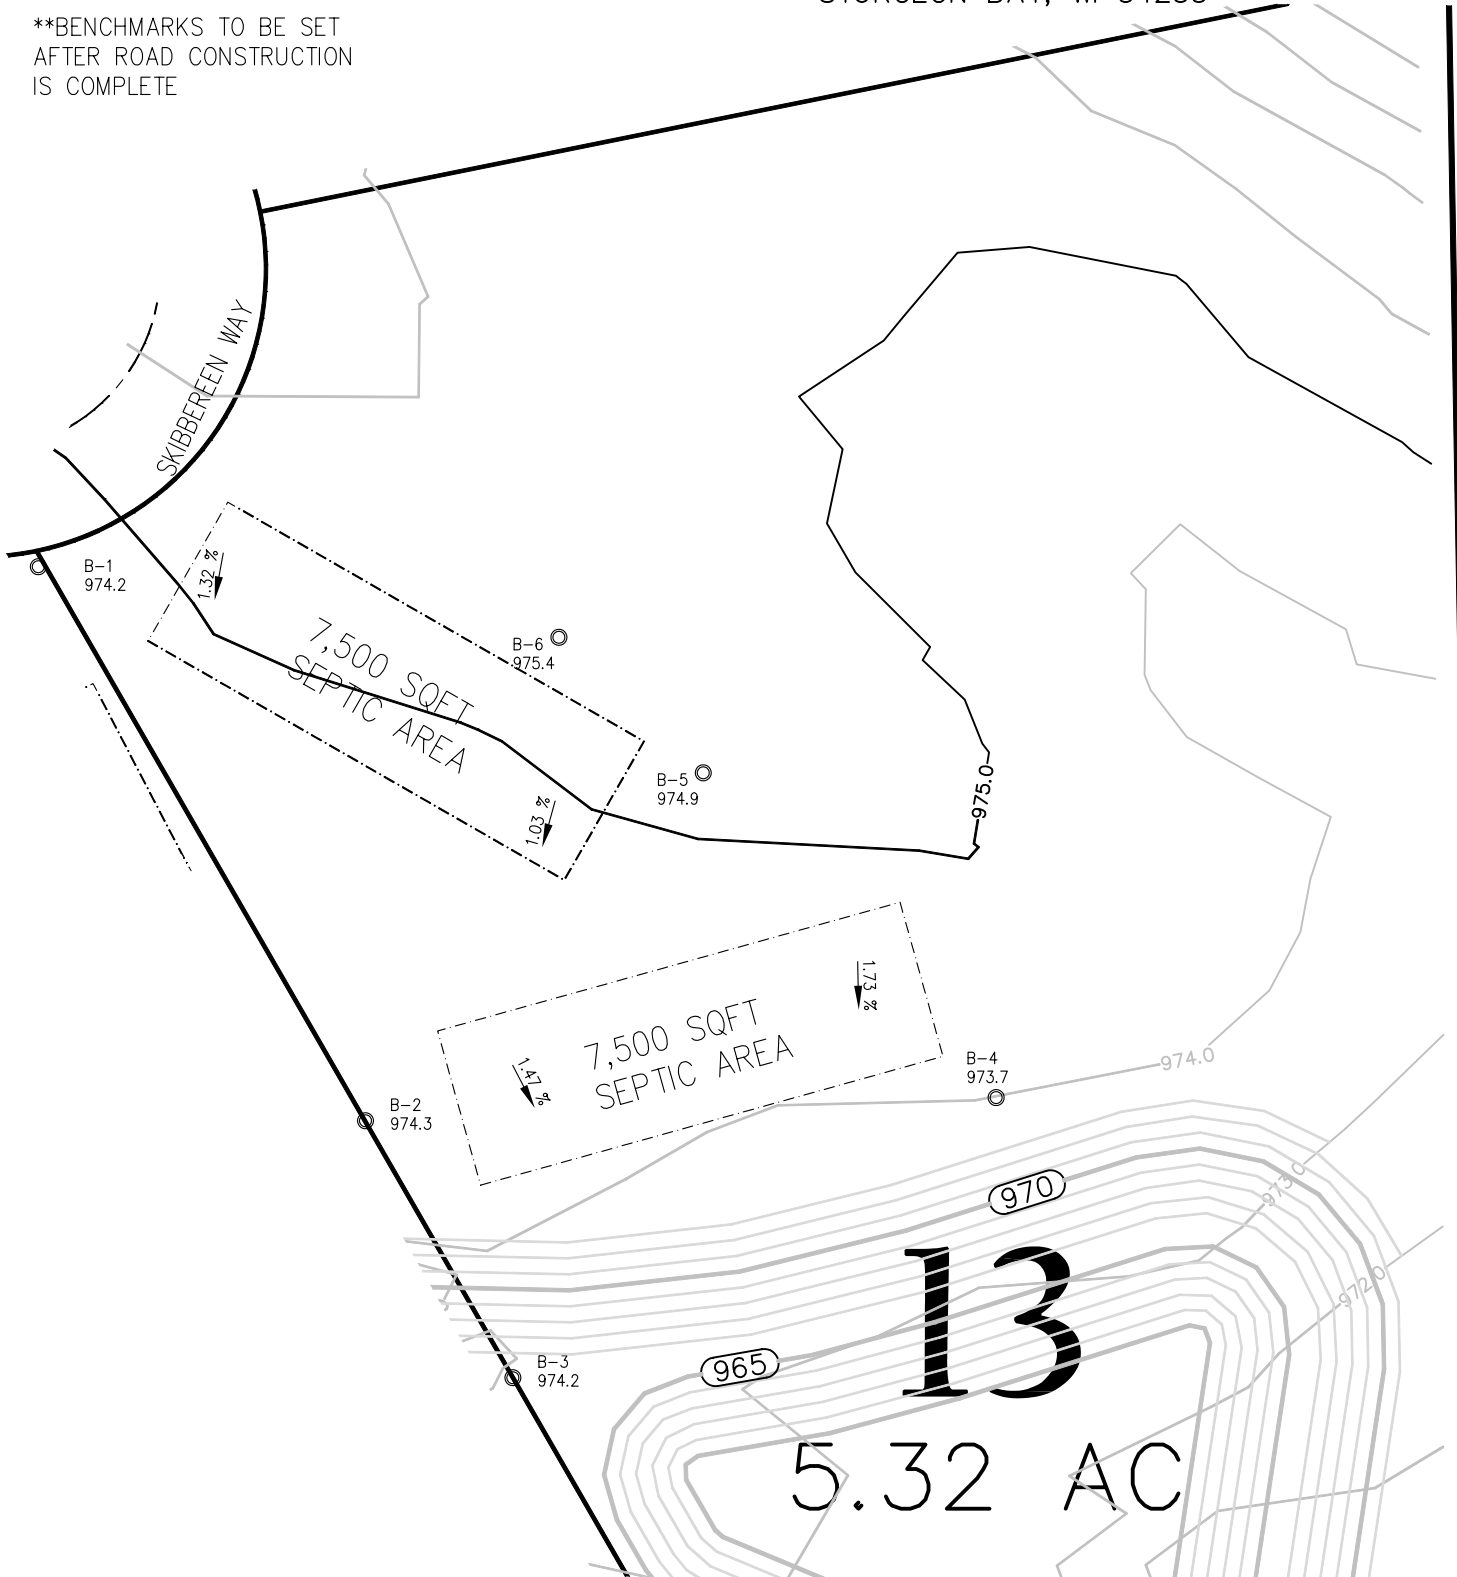 **BENCHMARKS TO BE SET
AFTER ROAD CONSTRUCTION
IS COMPLETE
SKIBBEREEN WAY
B-1
974.2
1.32 %
7,500 SQFT
SEPTIC AREA
B-6
975.4
B-5
974.9
1.03 %
975.0
1.73 %
7,500 SQFT
SEPTIC AREA
1.47 %
B-4
973.7
974.0
B-2
974.3
970
973.0
972.0
13
965
B-3
974.2
5.32 AC